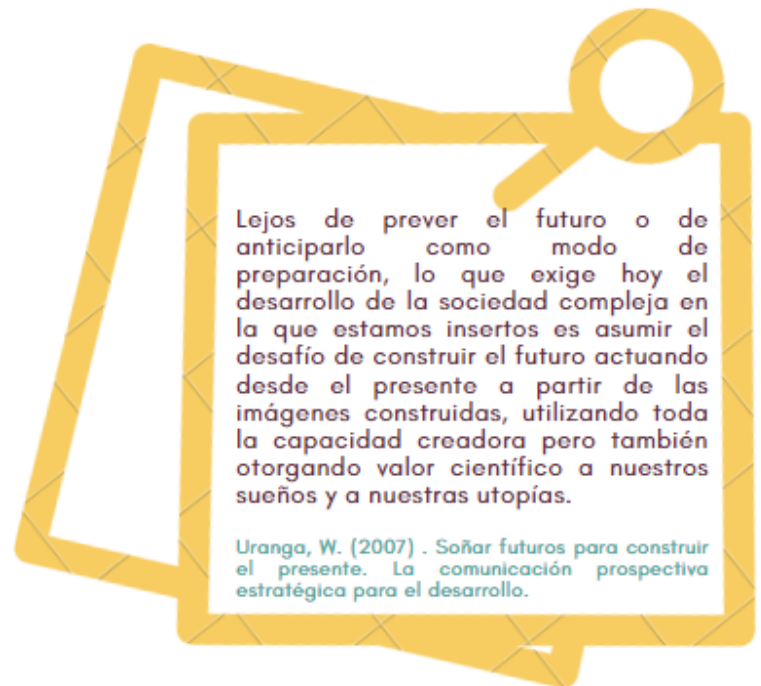 Lejos de prever el futuro o de
anticiparlo como modo de
preparación, lo que exige hoy el
desarrollo de la sociedad compleja en
la que estamos insertos es asumir el
desafío de construir el futuro actuando
desde el presente a partir de las
imágenes construidas, utilizando toda
la capacidad creadora pero también
otorgando valor científico a nuestros
sueños y a nuestras utopías.
Uranga, W. (2007) . Soñar futuros para construir
el presente. La comunicación prospectiva
estratégica para el desarrollo.